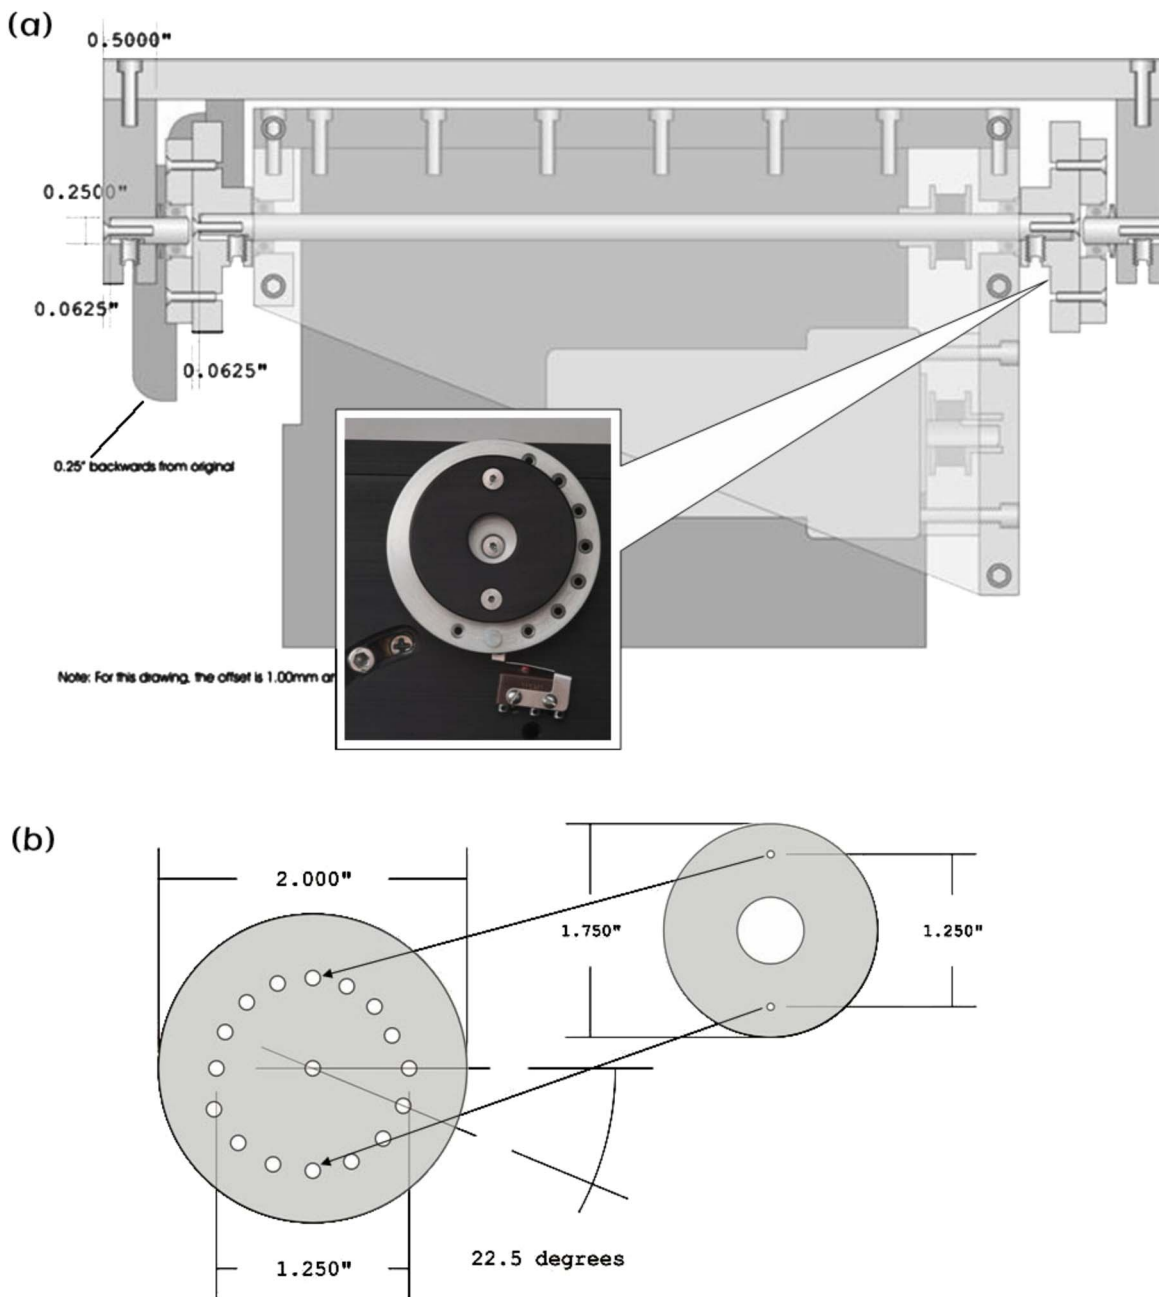 (a)
0.5000"
0.2500"
0.0625"
0.0625"
0.25" backwards from original
Note: For this drawing, the offset is 1.00mm
(b)
2.000"
1.750"
1.250"
1.250"
22.5 degrees